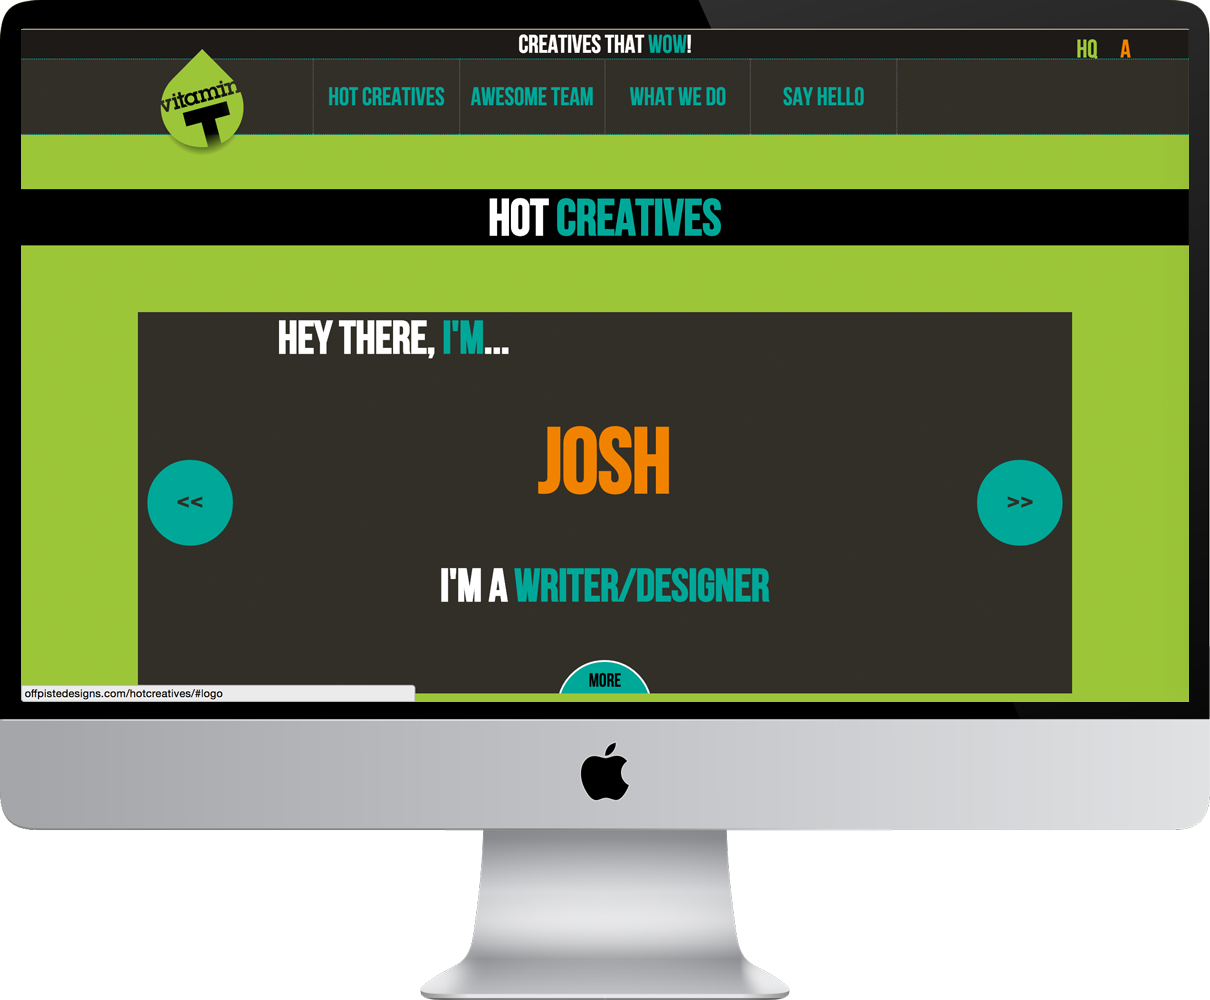 CREATIVES THAT WOW!
HQ A
vitamin
T
HOT CREATIVES AWESOME TEAM WHAT WE DO SAY HELLO
HOT CREATIVES
HEY THERE, I'M...
JOSH
<< >>
I'M A WRITER/DESIGNER
MORE
offpistedesigns.com/hotcreatives/#logo